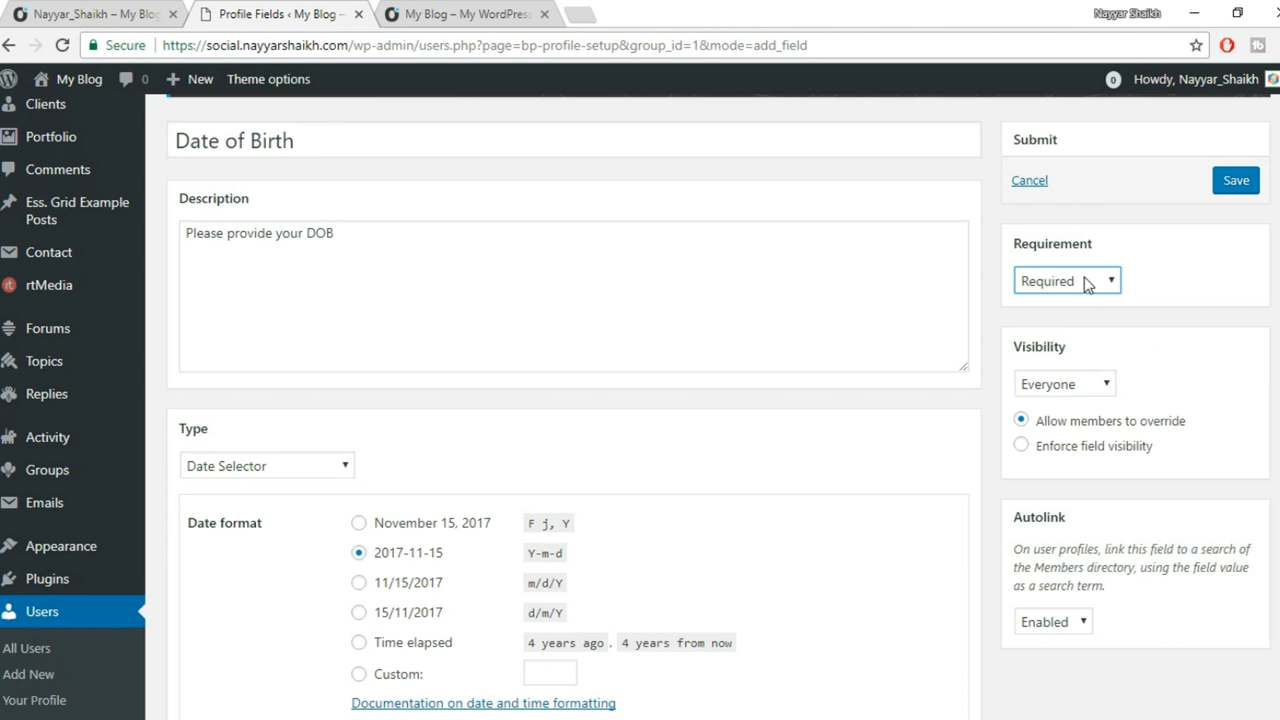 Nayyar_Shaikh – My Blog
Profile Fields ‹ My Blog –
My Blog – My WordPress
Nayyar Shaikh
Secure
https://social.nayyarshaikh.com/wp-admin/users.php?page=bp-profile-setup&group_id=1&mode=add_field
My Blog
0
New
Theme options
0
Howdy, Nayyar_Shaikh
Clients
Portfolio
Comments
Ess. Grid Example
Posts
Contact
rtMedia
Forums
Topics
Replies
Activity
Groups
Emails
Appearance
Plugins
Users
All Users
Add New
Your Profile
Date of Birth
Description
Please provide your DOB
Type
Date Selector
Date format
November 15, 2017 F j, Y
2017-11-15 Y-m-d
11/15/2017 m/d/Y
15/11/2017 d/m/Y
Time elapsed 4 years ago, 4 years from now
Custom:
Documentation on date and time formatting
Submit
Cancel
Save
Requirement
Required
Visibility
Everyone
Allow members to override
Enforce field visibility
Autolink
On user profiles, link this field to a search of
the Members directory, using the field value
as a search term.
Enabled